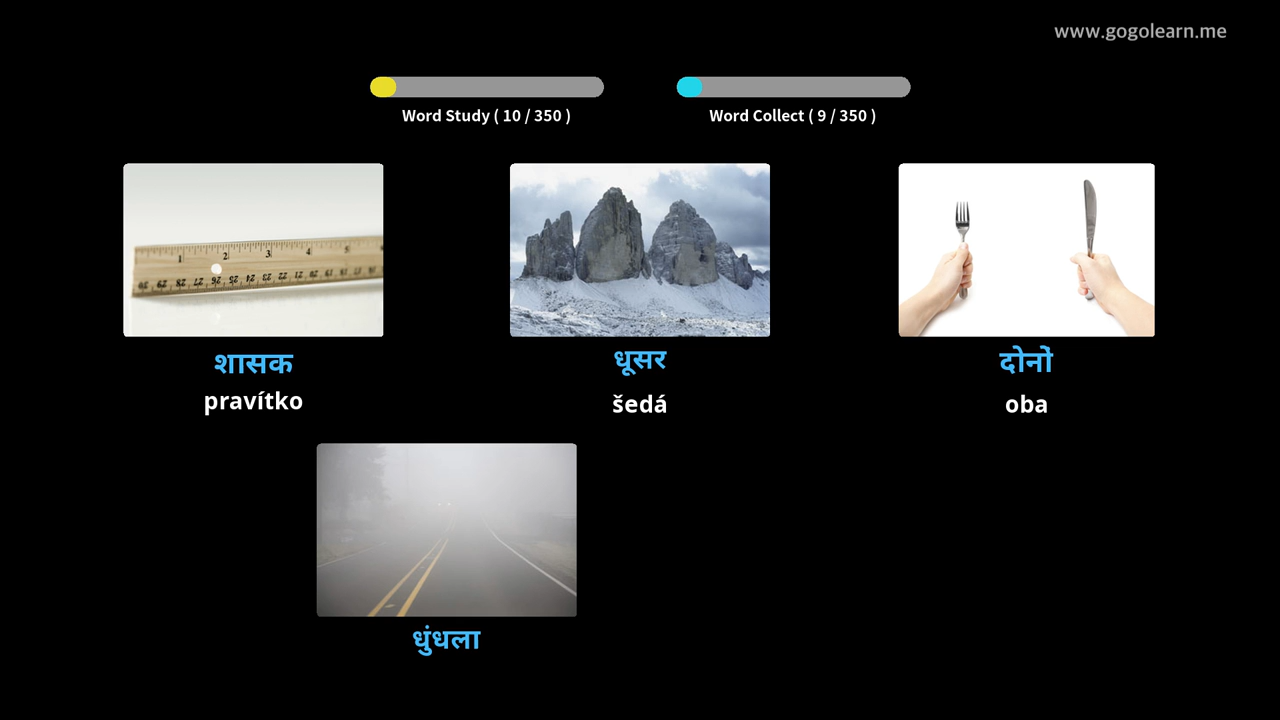 www.gogolearn.me
Word Study ( 10 / 350 )
Word Collect ( 9 / 350 )
शासक
pravítko
धूसर
šedá
दोनों
oba
धुंधला